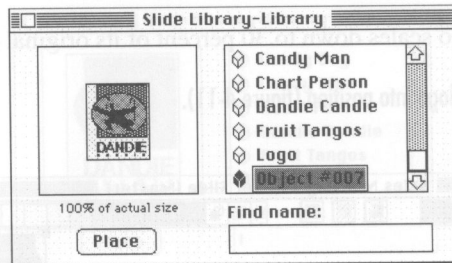 Slide Library-Library
Candy Man
Chart Person
Dandie Candie
Fruit Tangos
Logo
Object #007
DANDIE
100% of actual size
Find name:
Place